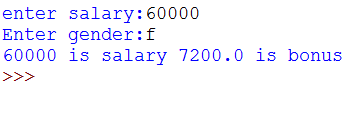 enter salary:60000
Enter gender:f
60000 is salary 7200.0 is bonus
>>>